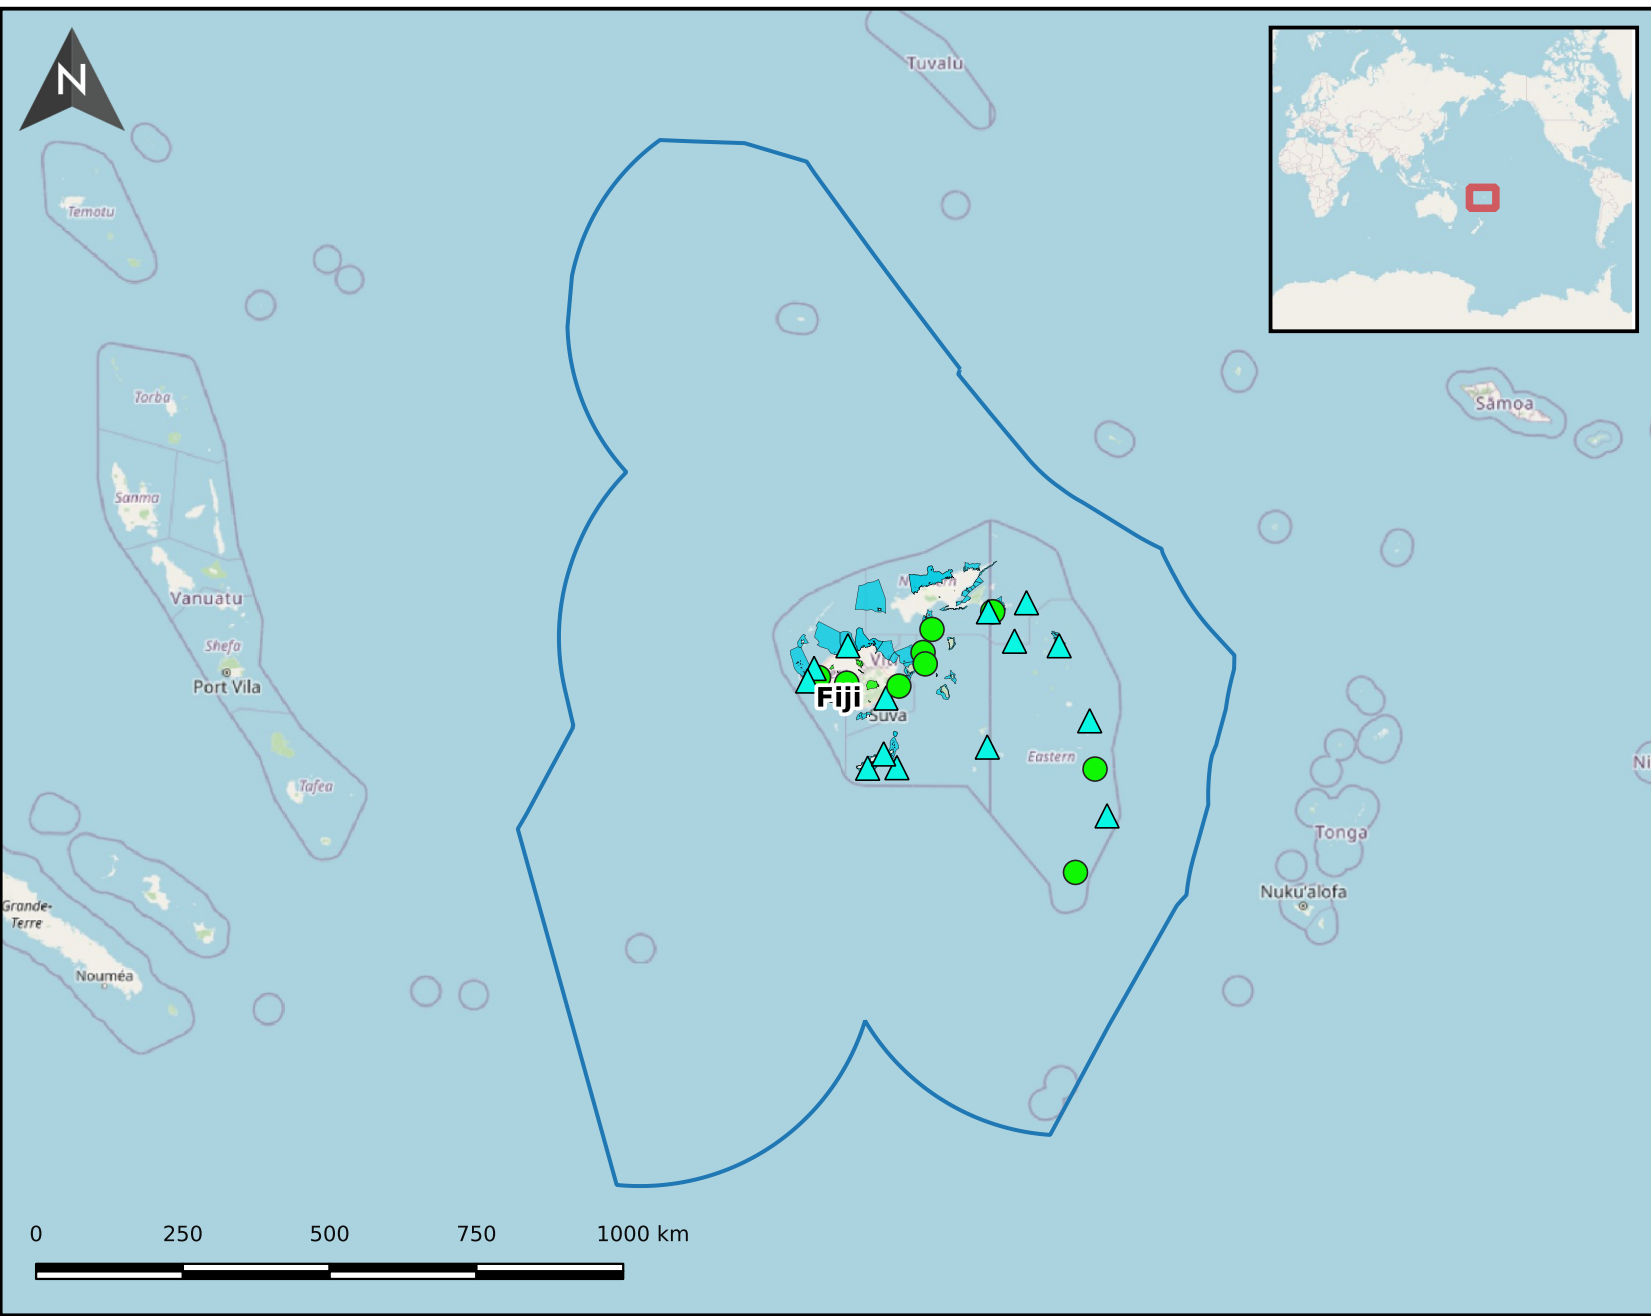 N
Tuvalu
Temotu
Torba
Sāmoa
Sanma
Vanuatu
Shefa
Port Vila
Fiji
Suva
Eastern
Tafea
Tonga
Nuku'alofa
Grande-
Terre
Nouméa
0 250 500 750 1000 km